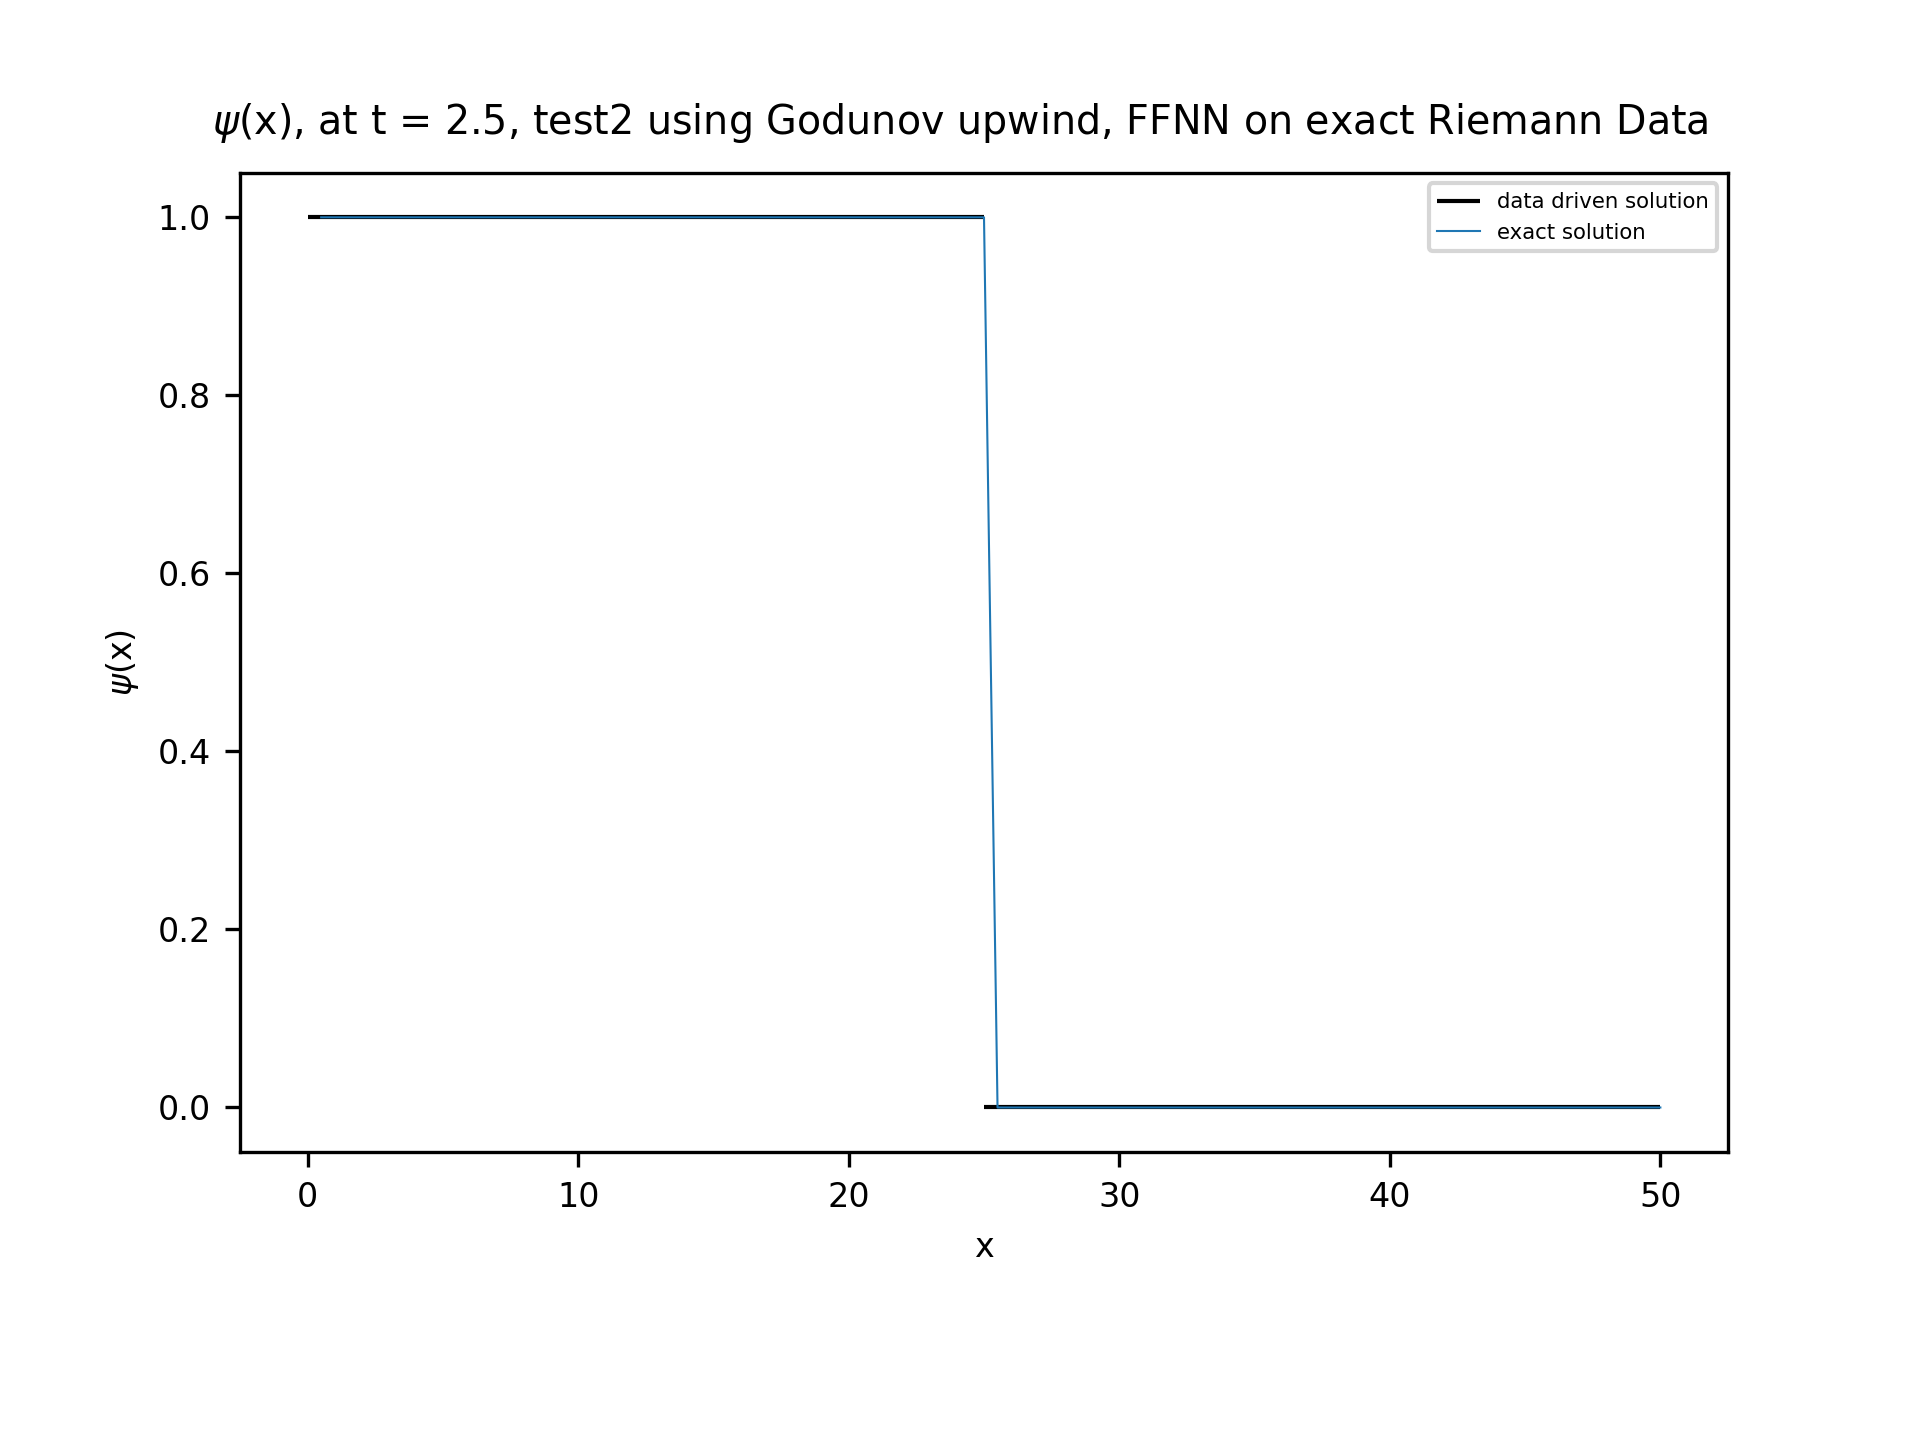 ψ(x), at t = 2.5, test2 using Godunov upwind, FFNN on exact Riemann Data
data driven solution
exact solution
1.0
0.8
0.6
0.4
0.2
0.0
ψ(x)
0 10 20 30 40 50
x